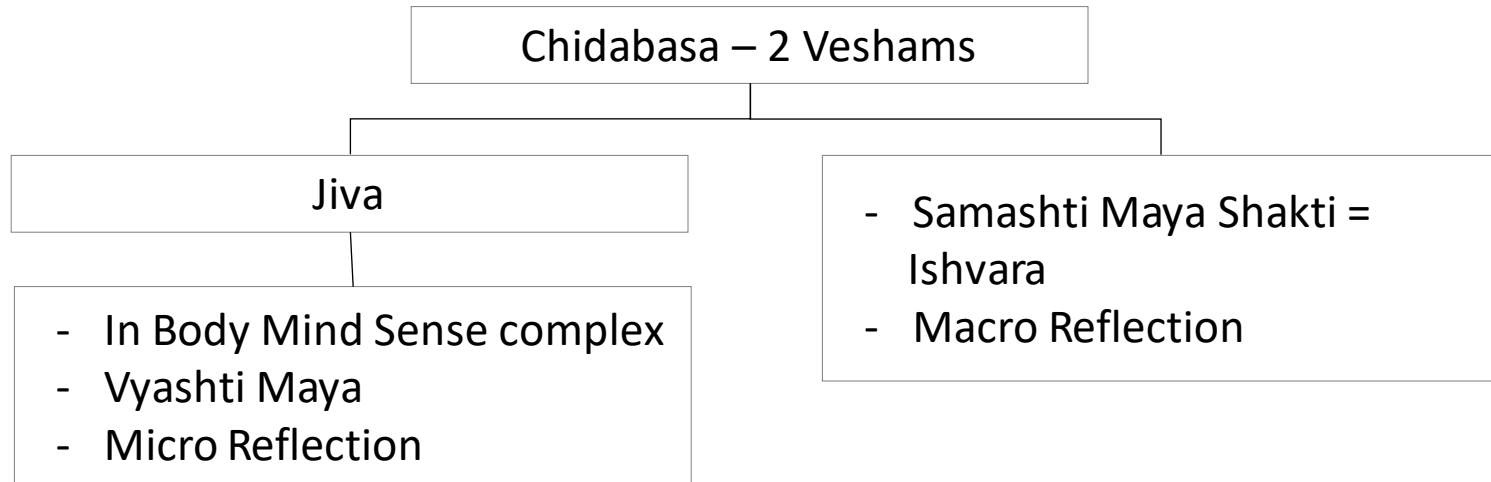 Chidabasa – 2 Veshams
Jiva
- In Body Mind Sense complex
- Vyashti Maya
- Micro Reflection
- Samashti Maya Shakti =
Ishvara
- Macro Reflection